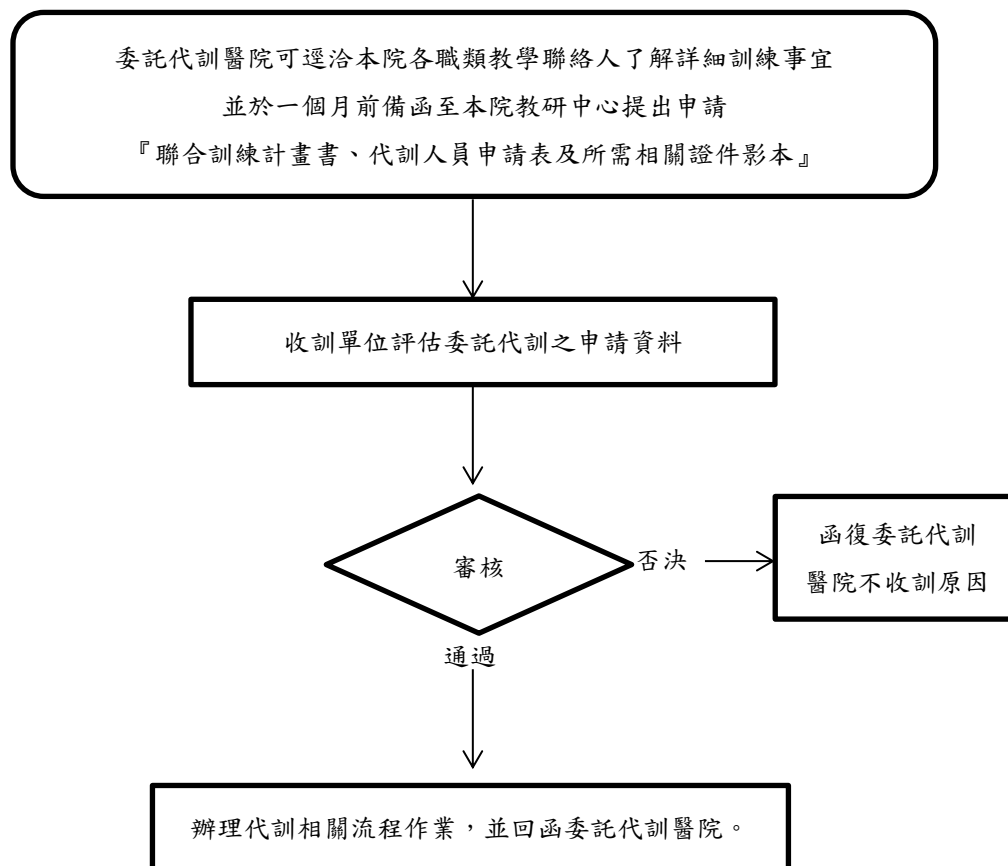 委託代訓醫院可逕洽本院各職類教學聯絡人了解詳細訓練事宜
並於一個月前備函至本院教研中心提出申請
『聯合訓練計畫書、代訓人員申請表及所需相關證件影本』
收訓單位評估委託代訓之申請資料
審核
否決
函復委託代訓
醫院不收訓原因
通過
辦理代訓相關流程作業，並回函委託代訓醫院。